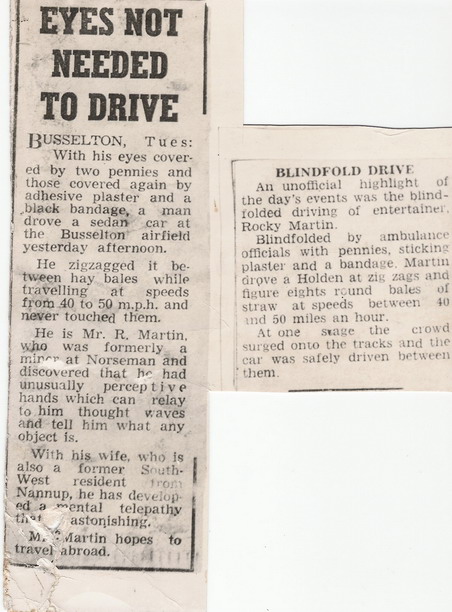 EYES NOT
NEEDED
TO DRIVE
BUSSELTON, Tues:
With his eyes cover-
ed by two pennies and
those covered again by
adhesive plaster and a
black bandage, a man
drove a sedan car at
the Busselton airfield
yesterday afternoon.
He zigzagged it be-
tween hay bales while
travelling at speeds
from 40 to 50 m.p.h. and
never touched them.
He is Mr. R. Martin,
who was formerly a
miner at Norseman and
discovered that he had
unusually perceptive
hands which can relay
to him thought waves
and tell him what any
object is.
With his wife, who is
also a former South-
West resident from
Nannup, he has develop-
ed a mental telepathy
that astonishing.
Mr Martin hopes to
travel abroad.
BLINDFOLD DRIVE
An unofficial highlight of
the day's events was the blind-
folded driving of entertainer,
Rocky Martin.
Blindfolded by ambulance
officials with pennies, sticking
plaster and a bandage, Martin
drove a Holden at zig zags and
figure eights round bales of
straw at speeds between 40
and 50 miles an hour.
At one stage the crowd
surged onto the tracks and the
car was safely driven between
them.